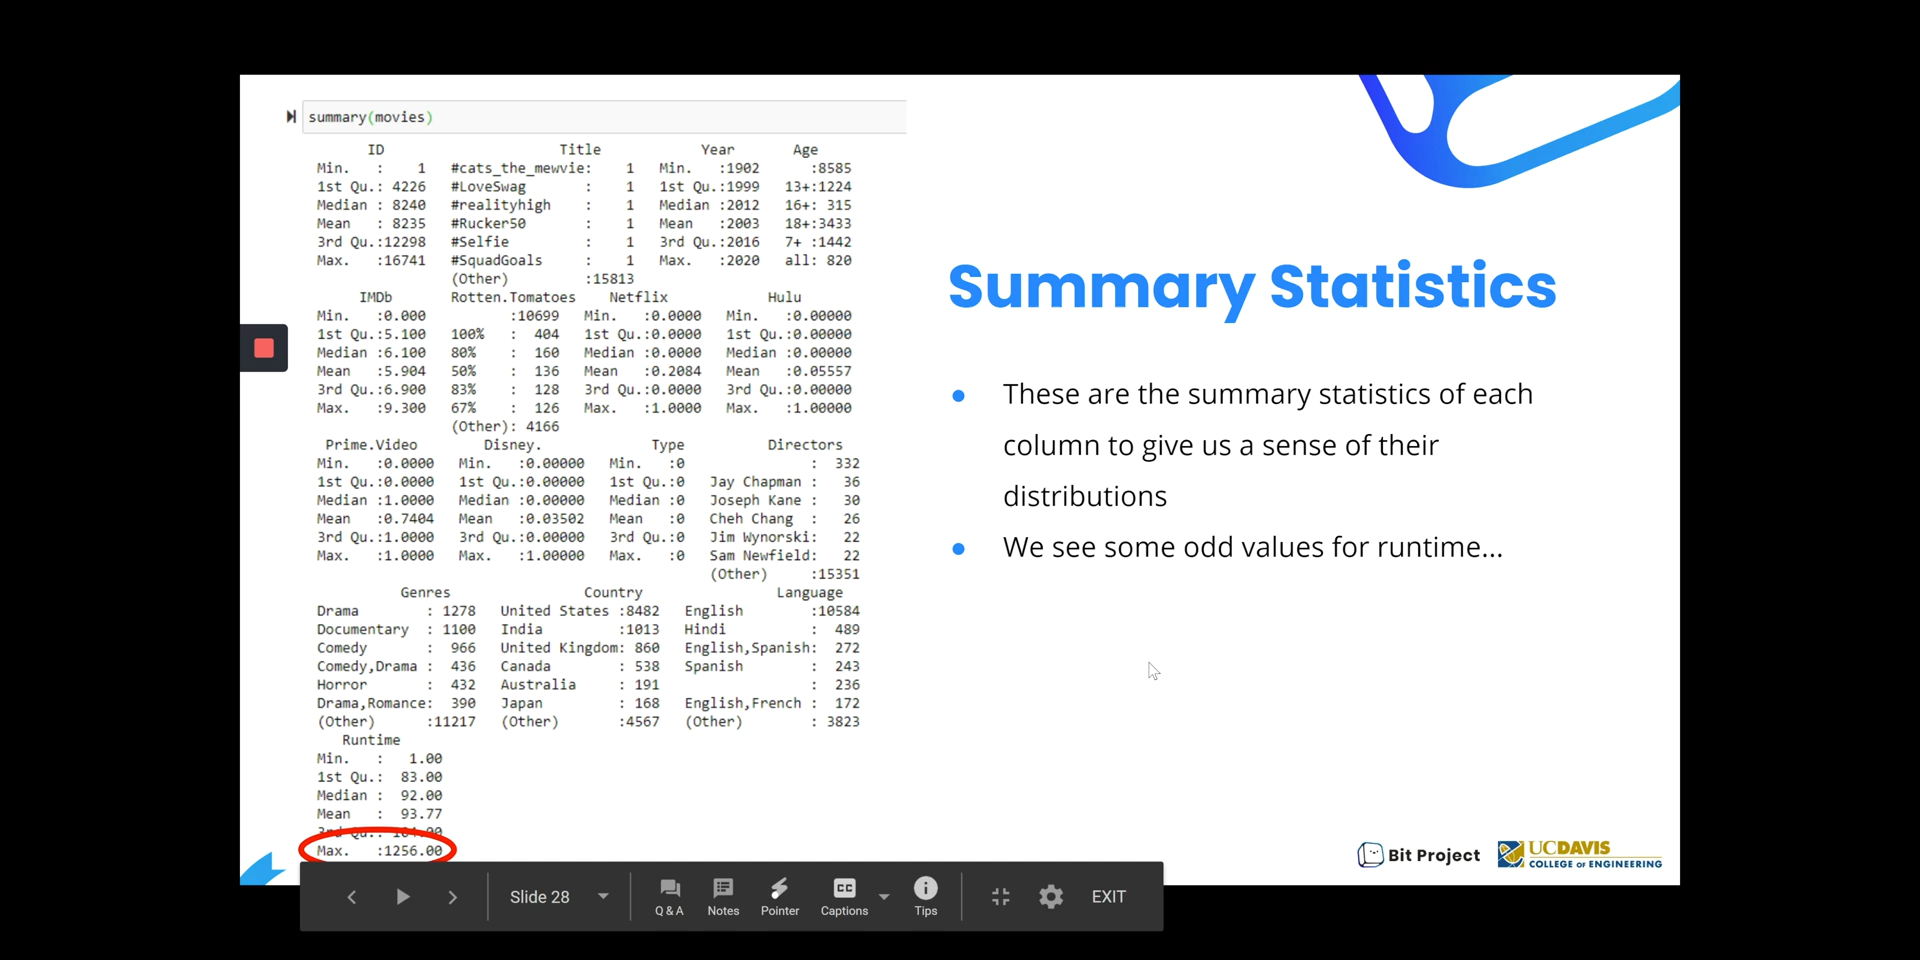 summary(movies)
ID Title Year Age
Min. : 1 #cats_the_mewvie: 1 Min. :1902 :8585
1st Qu.: 4226 #LoveSwag : 1 1st Qu.:1999 13+:1224
Median : 8240 #realityhigh : 1 Median :2012 16+: 315
Mean : 8235 #Rucker50 : 1 Mean :2003 18+:3433
3rd Qu.:12298 #Selfie : 1 3rd Qu.:2016 7+ :1442
Max. :16741 #SquadGoals : 1 Max. :2020 all: 820
(Other) :15813
IMDb Rotten.Tomatoes Netflix Hulu
Min. :0.000 :10699 Min. :0.0000 Min. :0.00000
1st Qu.:5.100 100% : 404 1st Qu.:0.0000 1st Qu.:0.00000
Median :6.100 80% : 160 Median :0.0000 Median :0.00000
Mean :5.904 50% : 136 Mean :0.2084 Mean :0.05557
3rd Qu.:6.900 83% : 128 3rd Qu.:0.0000 3rd Qu.:0.00000
Max. :9.300 67% : 126 Max. :1.0000 Max. :1.00000
(Other): 4166
Prime.Video Disney. Type Directors
Min. :0.0000 Min. :0.00000 Min. :0 : 332
1st Qu.:0.0000 1st Qu.:0.00000 1st Qu.:0 Jay Chapman : 36
Median :1.0000 Median :0.00000 Median :0 Joseph Kane : 30
Mean :0.7404 Mean :0.03502 Mean :0 Cheh Chang : 26
3rd Qu.:1.0000 3rd Qu.:0.00000 3rd Qu.:0 Jim Wynorski: 22
Max. :1.0000 Max. :1.00000 Max. :0 Sam Newfield: 22
(Other) :15351
Genres Country Language
Drama : 1278 United States :8482 English :10584
Documentary : 1100 India :1013 Hindi : 489
Comedy : 966 United Kingdom: 860 English,Spanish: 272
Comedy,Drama : 436 Canada : 538 Spanish : 243
Horror : 432 Australia : 191 : 236
Drama,Romance: 390 Japan : 168 English,French : 172
(Other) :11217 (Other) :4567 (Other) : 3823
Runtime
Min. : 1.00
1st Qu.: 83.00
Median : 92.00
Mean : 93.77
3rd Qu.: 104.00
Max. :1256.00
Summary Statistics
These are the summary statistics of each
column to give us a sense of their
distributions
We see some odd values for runtime...
Bit Project
UCDAVIS
COLLEGE OF ENGINEERING
Slide 28
Q & A
Notes
Pointer
CC
Captions
Tips
EXIT